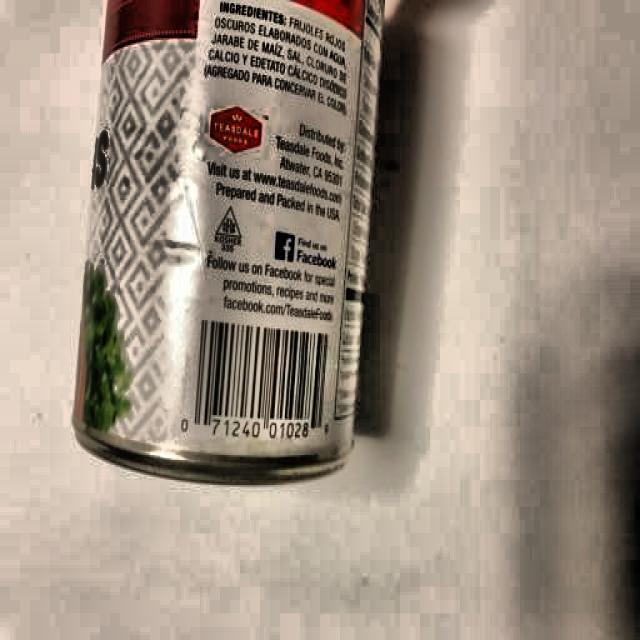 INGREDIENTES: FRIJOLES ROJOS
OSCUROS ELABORADOS CON AGUA,
JARABE DE MAÍZ, SAL, CLORURO DE
CALCIO Y EDETATO CÁLCICO DISÓDICO
(AGREGADO PARA CONSERVAR EL COLOR).
TEASDALE
FOODS
Distributed by:
Teasdale Foods, Inc.
Atwater, CA
Visit us at www.teasdalefoods.com
Prepared and Packed in the USA
Find us on
Facebook
Follow us on Facebook for special
promotions, recipes and more
facebook.com/TeasdaleFoods
0 71240 01028